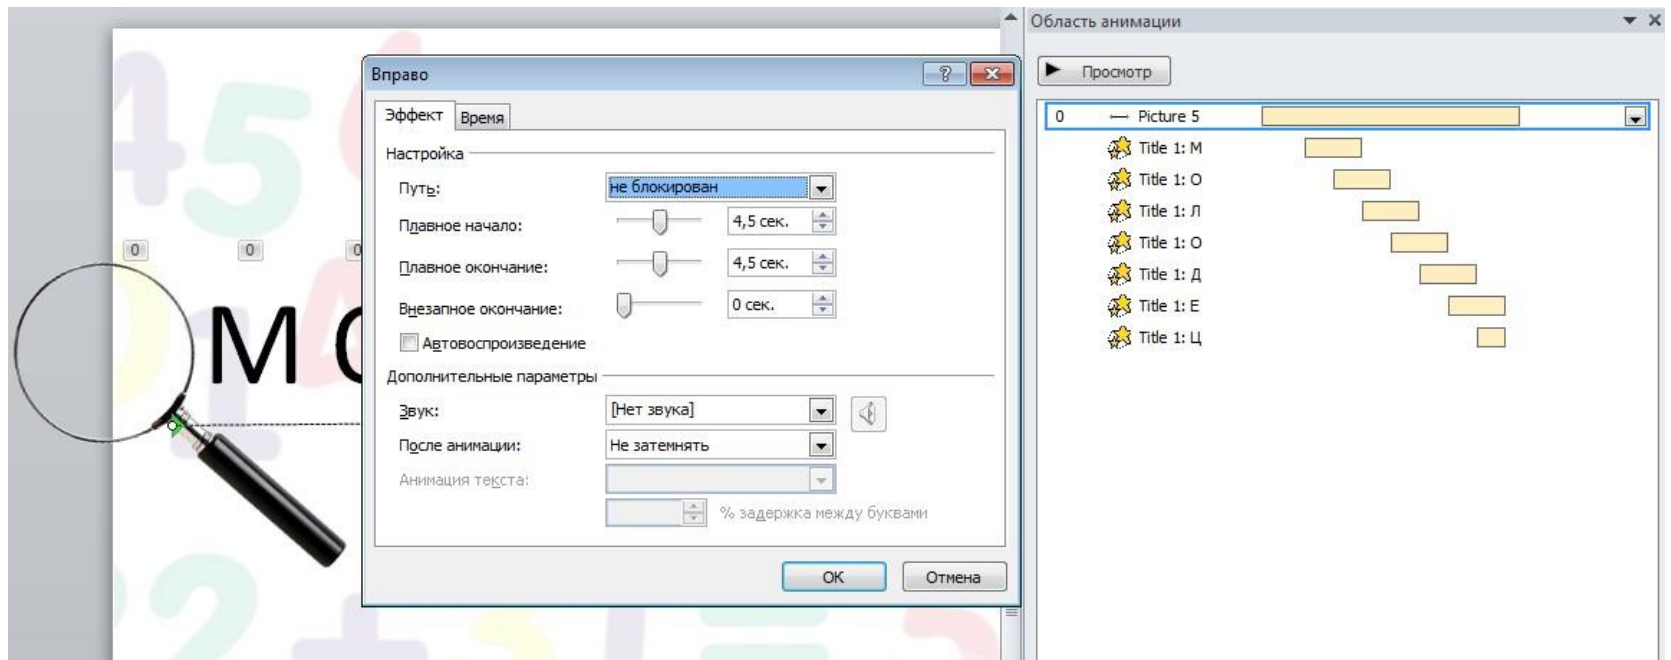 Область анимации
Просмотр
0 Picture 5
Title 1: М
Title 1: О
Title 1: Л
Title 1: О
Title 1: Д
Title 1: Е
Title 1: Ц
Вправо
Эффект Время
Настройка
Путь: не блокирован
Плавное начало: 4,5 сек.
Плавное окончание: 4,5 сек.
Внезапное окончание: 0 сек.
Автовоспроизведение
Дополнительные параметры
Звук: [Нет звука]
После анимации: Не затемнять
Анимация текста:
% задержка между буквами
ОК Отмена
0 0 0
М О